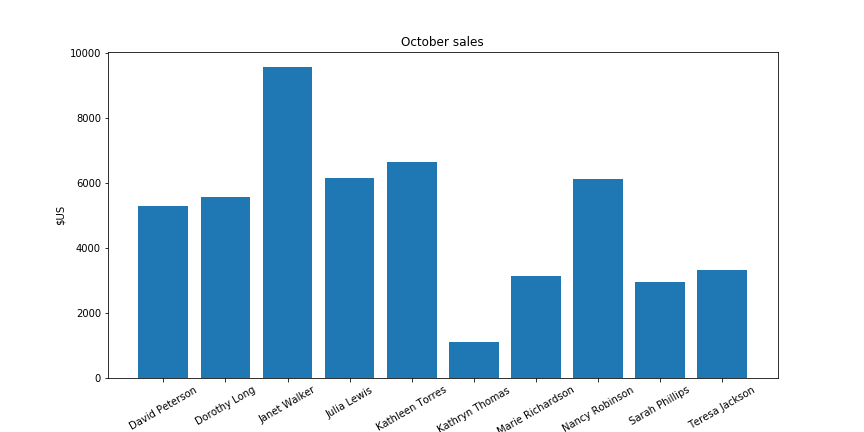 October sales
$US
10000
8000
6000
4000
2000
0
David Peterson
Dorothy Long
Janet Walker
Julia Lewis
Kathleen Torres
Kathryn Thomas
Marie Richardson
Nancy Robinson
Sarah Phillips
Teresa Jackson